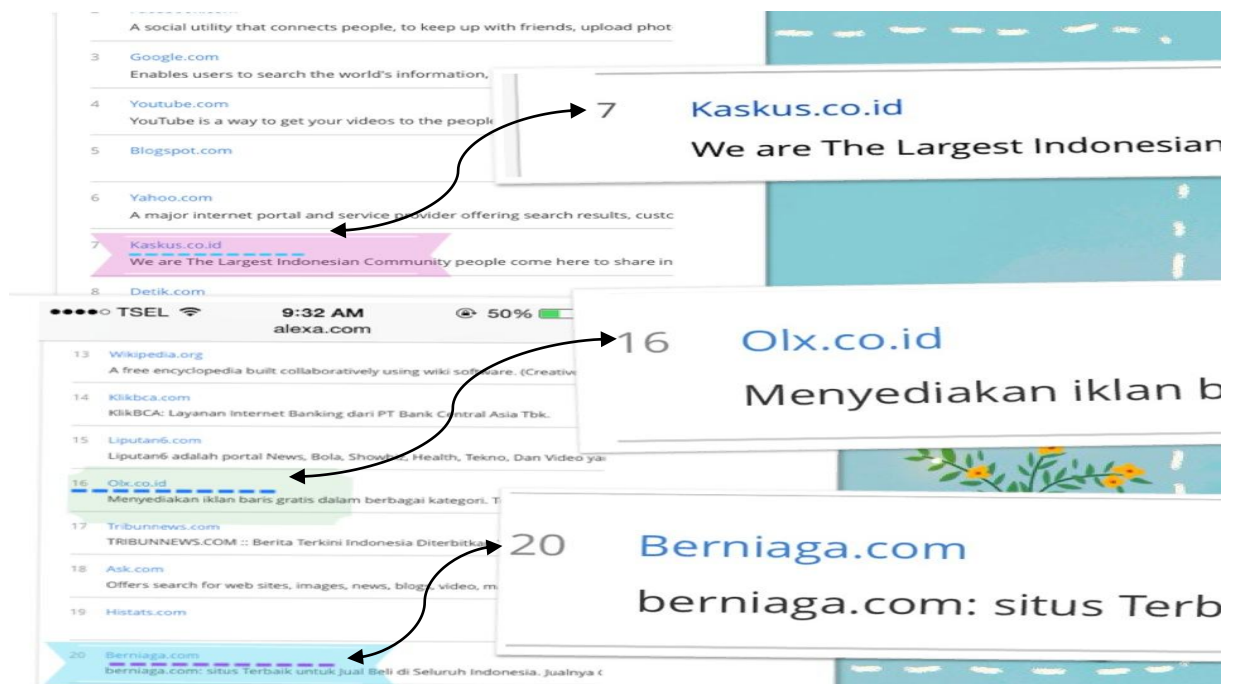 A social utility that connects people, to keep up with friends, upload phot
3 Google.com
Enables users to search the world's information,
4 Youtube.com
YouTube is a way to get your videos to the people
5 Blogspot.com
6 Yahoo.com
A major internet portal and service provider offering search results, custo
7 Kaskus.co.id
We are The Largest Indonesian Community people come here to share in
8 Detik.com
7 Kaskus.co.id
We are The Largest Indonesian
TSEL 9:32 AM 50%
alexa.com
13 Wikipedia.org
A free encyclopedia built collaboratively using wiki software. (Creative
14 Klikbca.com
KlikBCA: Layanan Internet Banking dari PT Bank Central Asia Tbk.
15 Liputan6.com
Liputan6 adalah portal News, Bola, Showbiz, Health, Tekno, Dan Video ya
16 Olx.co.id
Menyediakan iklan baris gratis dalam berbagai kategori. T
17 Tribunnews.com
TRIBUNNEWS.COM :: Berita Terkini Indonesia Diterbitka
18 Ask.com
Offers search for web sites, images, news, blogs, video, m
19 Histats.com
20 Berniaga.com
berniaga.com: situs Terbaik untuk Jual Beli di Seluruh Indonesia. Jualnya
16 Olx.co.id
Menyediakan iklan b
20 Berniaga.com
berniaga.com: situs Terb